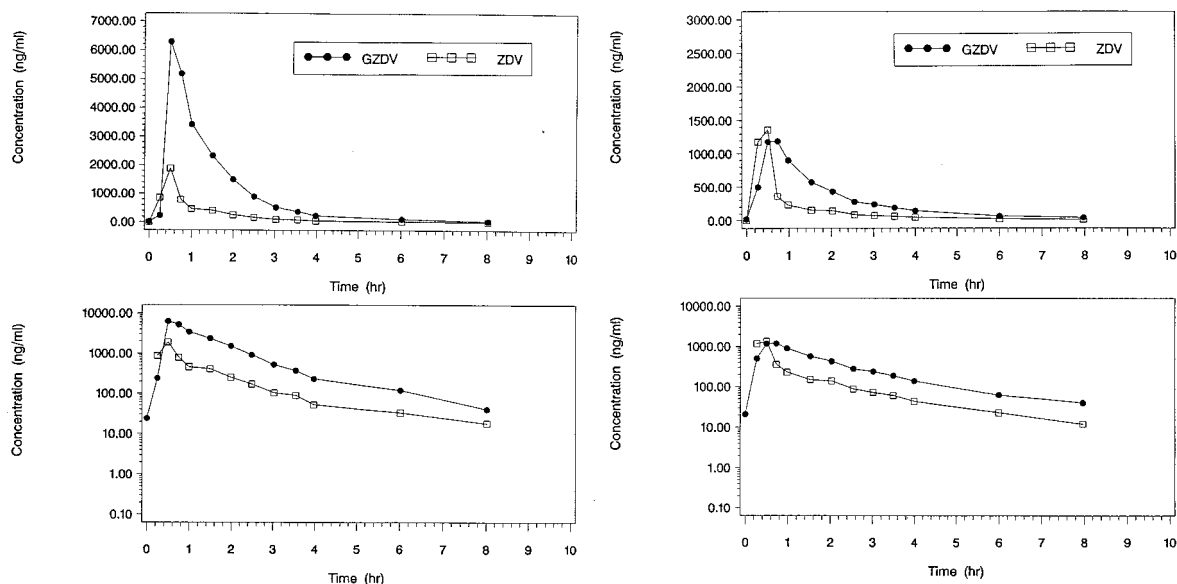 Concentration (ng/ml)
7000.00
6000.00
5000.00
4000.00
3000.00
2000.00
1000.00
0.00
GZDV ZDV
0 1 2 3 4 5 6 7 8 9 10
Time (hr)
Concentration (ng/ml)
3000.00
2500.00
2000.00
1500.00
1000.00
500.00
0.00
GZDV ZDV
0 1 2 3 4 5 6 7 8 9 10
Time (hr)
Concentration (ng/ml)
10000.00
1000.00
100.00
10.00
1.00
0.10
0 1 2 3 4 5 6 7 8 9 10
Time (hr)
Concentration (ng/ml)
10000.00
1000.00
100.00
10.00
1.00
0.10
0 1 2 3 4 5 6 7 8 9 10
Time (hr)